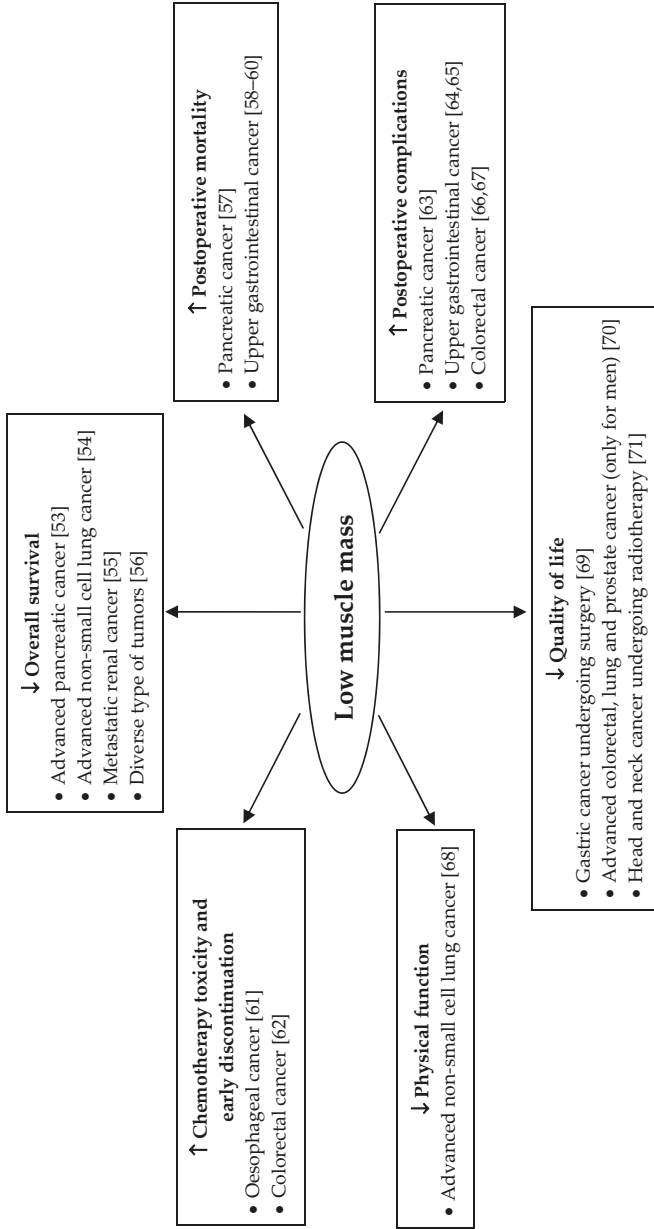 ↓ Overall survival
• Advanced pancreatic cancer [53]
• Advanced non-small cell lung cancer [54]
• Metastatic renal cancer [55]
• Diverse type of tumors [56]
↑ Chemotherapy toxicity and
early discontinuation
• Oesophageal cancer [61]
• Colorectal cancer [62]
↑ Postoperative mortality
• Pancreatic cancer [57]
• Upper gastrointestinal cancer [58–60]
Low muscle mass
↓ Physical function
• Advanced non-small cell lung cancer [68]
↑ Postoperative complications
• Pancreatic cancer [63]
• Upper gastrointestinal cancer [64,65]
• Colorectal cancer [66,67]
↓ Quality of life
• Gastric cancer undergoing surgery [69]
• Advanced colorectal, lung and prostate cancer (only for men) [70]
• Head and neck cancer undergoing radiotherapy [71]